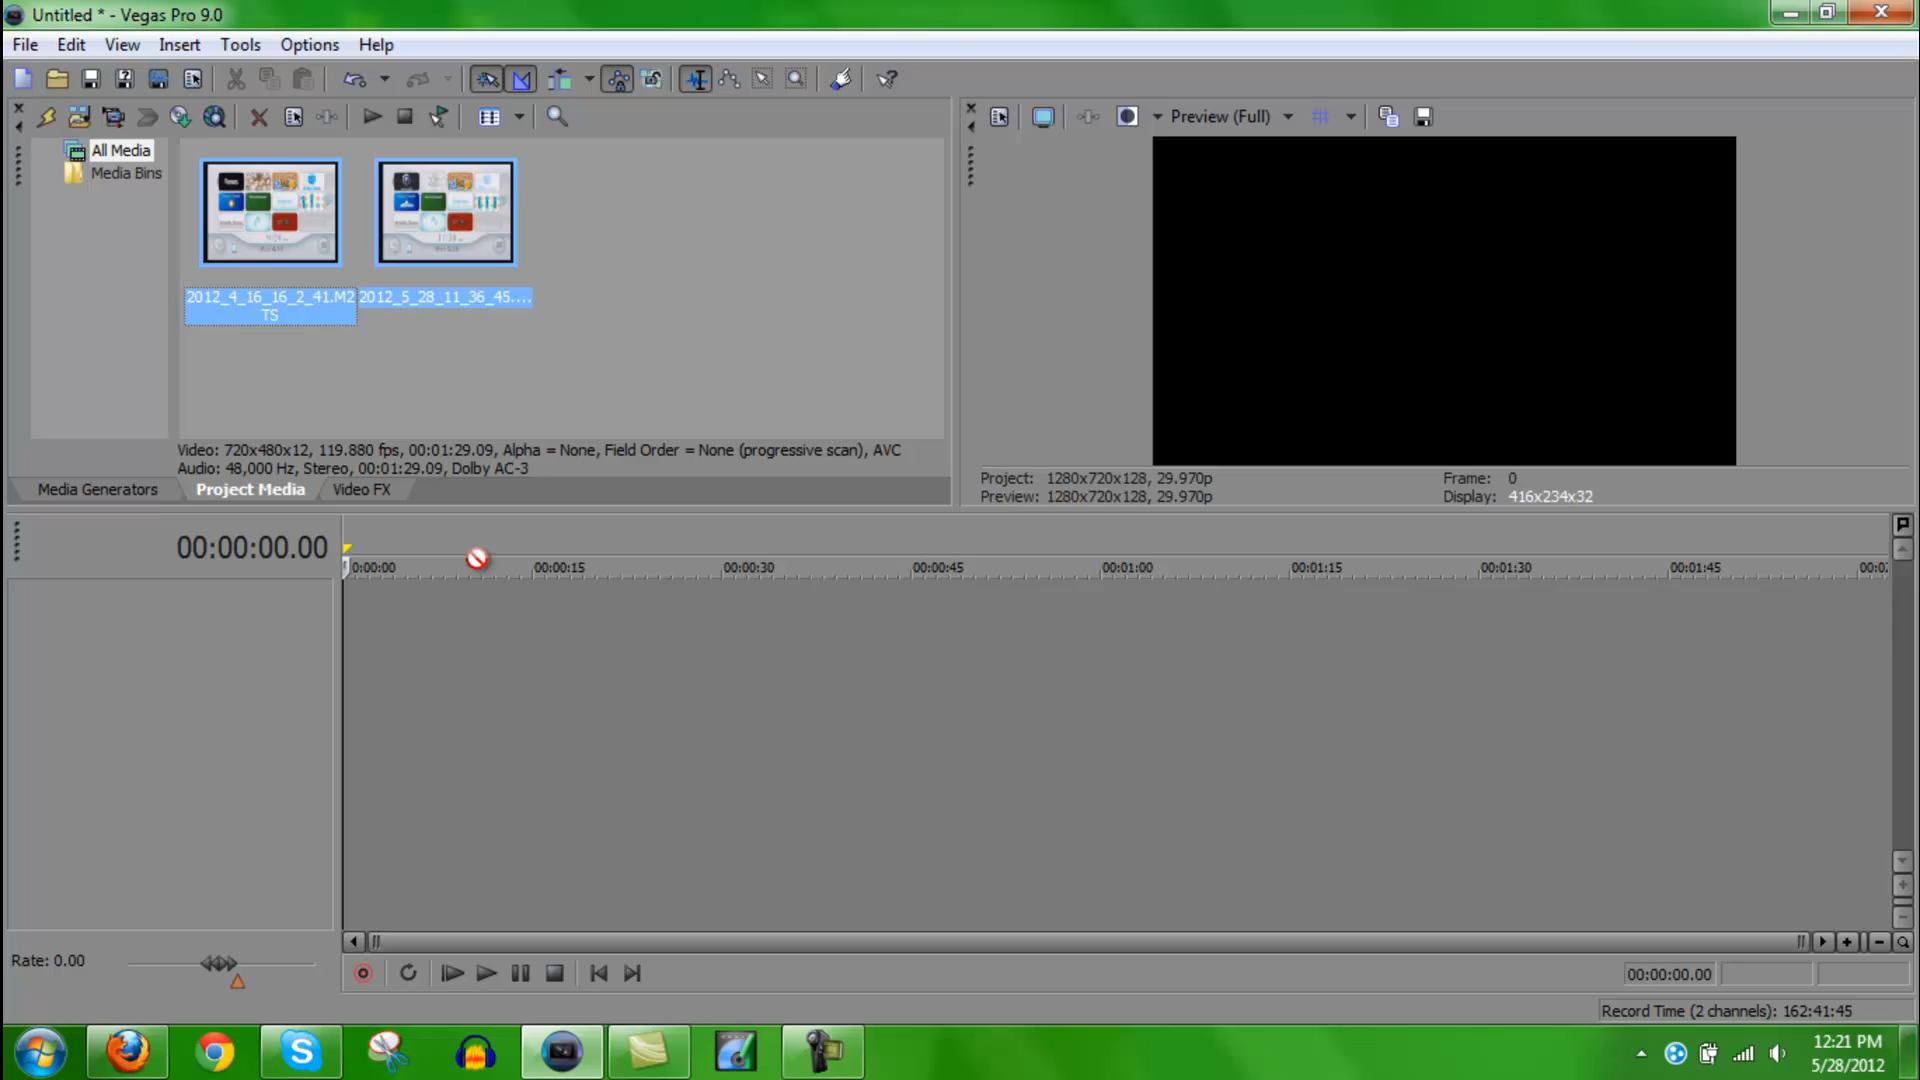 Untitled * - Vegas Pro 9.0
File Edit View Insert Tools Options Help
Preview (Full)
All Media
Media Bins
2012_4_16_16_2_41.M2
TS
2012_5_28_11_36_45....
Video: 720x480x12, 119.880 fps, 00:01:29.09, Alpha = None, Field Order = None (progressive scan), AVC
Audio: 48,000 Hz, Stereo, 00:01:29.09, Dolby AC-3
Media Generators Project Media Video FX
Project: 1280x720x128, 29.970p
Preview: 1280x720x128, 29.970p
Frame: 0
Display: 416x234x32
00:00:00.00
0:00:00 00:00:15 00:00:30 00:00:45 00:01:00 00:01:15 00:01:30 00:01:45
Rate: 0.00
00:00:00.00
Record Time (2 channels): 162:41:45
12:21 PM
5/28/2012